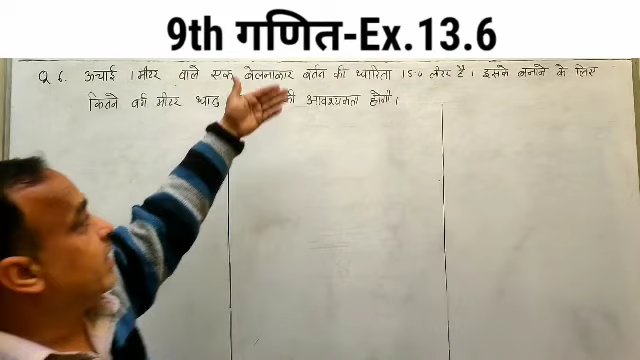 9th गणित-Ex.13.6
Q 6. ऊचाई 1 मीटर वाले एक बेलनाकार बर्तन की धारिता 15.4 लीटर है। इसको बनाने के लिए
कितने वर्ग मीटर धातु की आवश्यकता होगी।